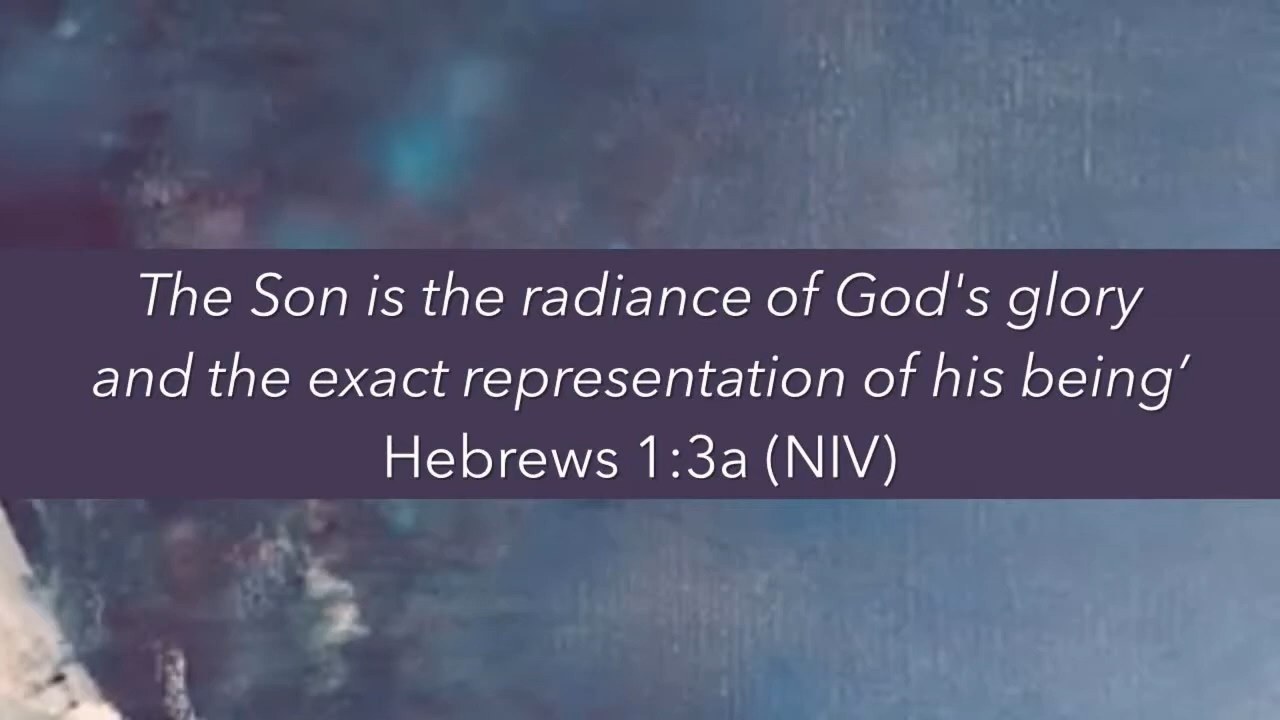 The Son is the radiance of God's glory
and the exact representation of his being’
Hebrews 1:3a (NIV)